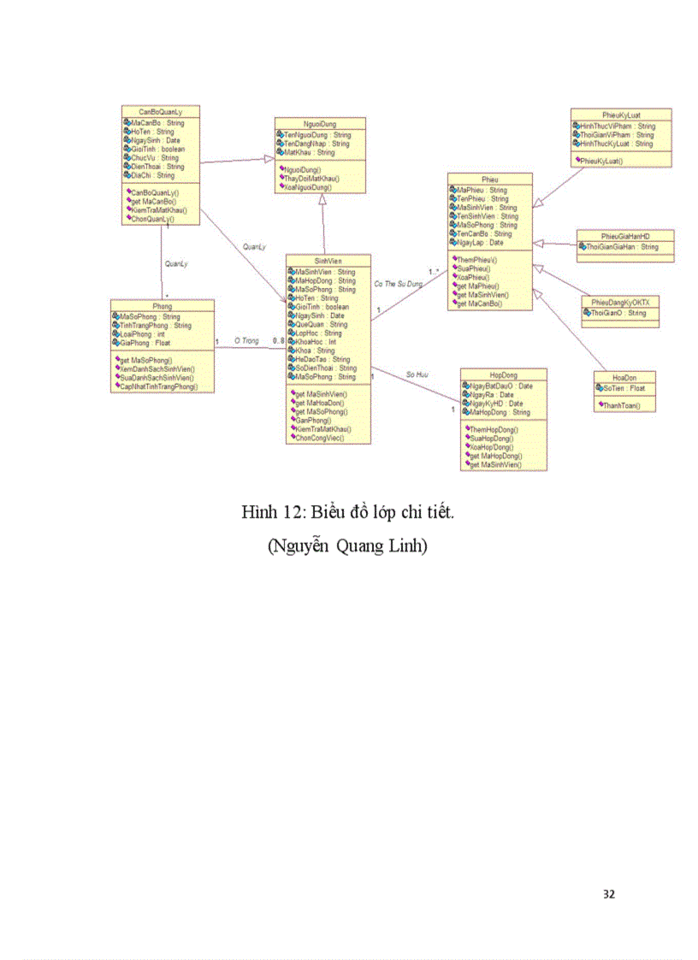 CanBoQuanLy
MaCanBo : String
HoTen : String
NgaySinh : Date
GioiTinh : boolean
ChucVu : String
DienThoai : String
DiaChi : String
CanBoQuanLy()
get MaCanBo()
KiemTraMatKhau()
ChonQuanLy()
NguoiDung
TenNguoiDung : String
TenDangNhap : String
MatKhau : String
NguoiDung()
ThayDoiMatKhau()
XoaNguoiDung()
PhieuKyLuat
HinhThucViPham : String
ThoiGianViPham : String
HinhThucKyLuat : String
PhieuKyLuat()
Phieu
MaPhieu : String
TenPhieu : String
MaSinhVien : String
TenSinhVien : String
MaSoPhong : String
TenCanBo : String
NgayLap : Date
ThemPhieu()
SuaPhieu()
XoaPhieu()
get MaPhieu()
get MaSinhVien()
get MaCanBo()
PhieuGiaHanHD
ThoiGianGiaHan : String
PhieuDangKyOKTX
ThoiGianO : String
HoaDon
SoTien : Float
ThanhToan()
1
QuanLy
*
QuanLy
SinhVien
MaSinhVien : String
MaHopDong : String
MaSoPhong : String
HoTen : String
GioiTinh : boolean
NgaySinh : Date
QueQuan : String
LopHoc : String
KhoaHoc : Int
Khoa : String
HeDaoTao : String
SoDienThoai : String
MaSoPhong : String
get MaSinhVien()
get MaHoaDon()
get MaSoPhong()
GanPhong()
KiemTraMatKhau()
ChonCongViec()
Co The Su Dung
1..*
1
Phong
MaSoPhong : String
TinhTrangPhong : String
LoaiPhong : int
GiaPhong : Float
get MaSoPhong()
XemDanhSachSinhVien()
SuaDanhSachSinhVien()
CapNhatTinhTrangPhong()
1
O Trong
0..8
1
So Huu
1
HopDong
NgayBatDauO : Date
NgayRa : Date
NgayKyHD : Date
MaHopDong : String
ThemHopDong()
SuaHopDong()
XoaHopDong()
get MaHopDong()
get MaSinhVien()
Hình 12: Biểu đồ lớp chi tiết.
(Nguyễn Quang Linh)
32